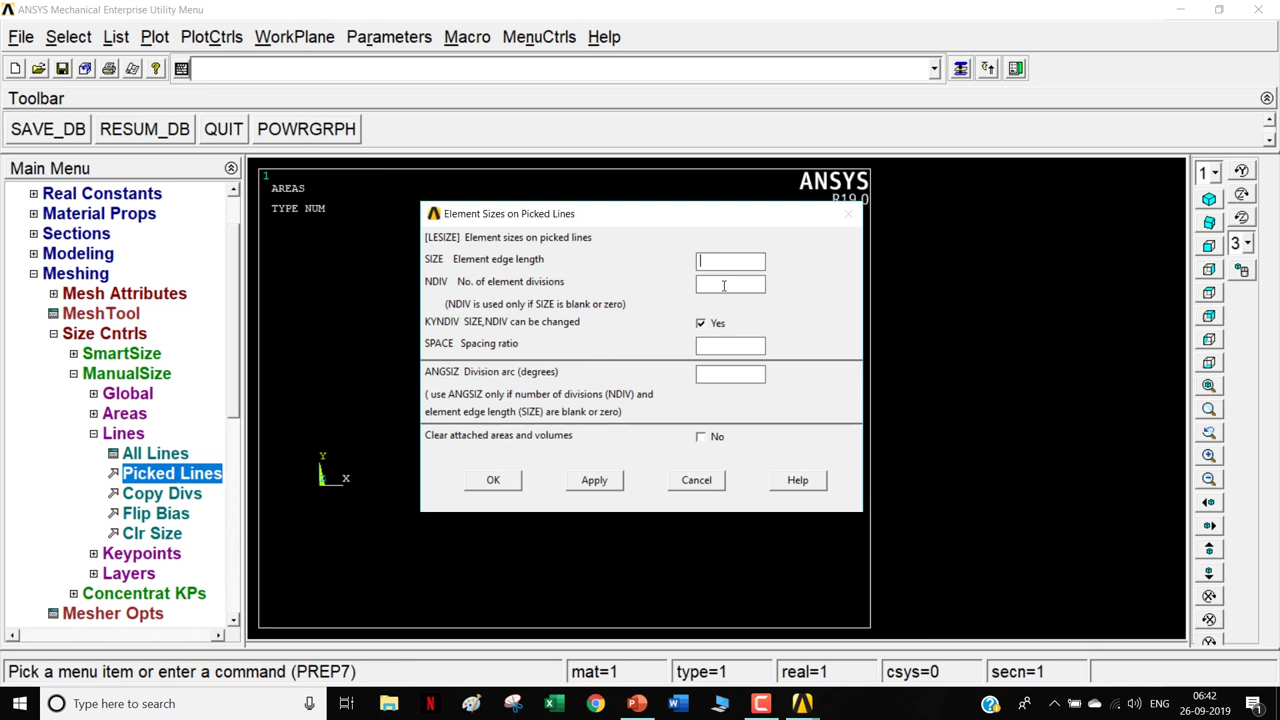 ANSYS Mechanical Enterprise Utility Menu
File Select List Plot PlotCtrls WorkPlane Parameters Macro MenuCtrls Help
Toolbar
SAVE_DB RESUM_DB QUIT POWRGRPH
Main Menu
Real Constants
Material Props
Sections
Modeling
Meshing
Mesh Attributes
MeshTool
Size Cntrls
SmartSize
ManualSize
Global
Areas
Lines
All Lines
Picked Lines
Copy Divs
Flip Bias
Clr Size
Keypoints
Layers
Concentrat KPs
Mesher Opts
1
AREAS
TYPE NUM
ANSYS
R19.0
Y
X
Element Sizes on Picked Lines
[LESIZE] Element sizes on picked lines
SIZE Element edge length
NDIV No. of element divisions
(NDIV is used only if SIZE is blank or zero)
KYNDIV SIZE,NDIV can be changed
Yes
SPACE Spacing ratio
ANGSIZ Division arc (degrees)
( use ANGSIZ only if number of divisions (NDIV) and
element edge length (SIZE) are blank or zero)
Clear attached areas and volumes
No
OK Apply Cancel Help
1
3
Pick a menu item or enter a command (PREP7)
mat=1 type=1 real=1 csys=0 secn=1
Type here to search
ENG
06:42
26-09-2019